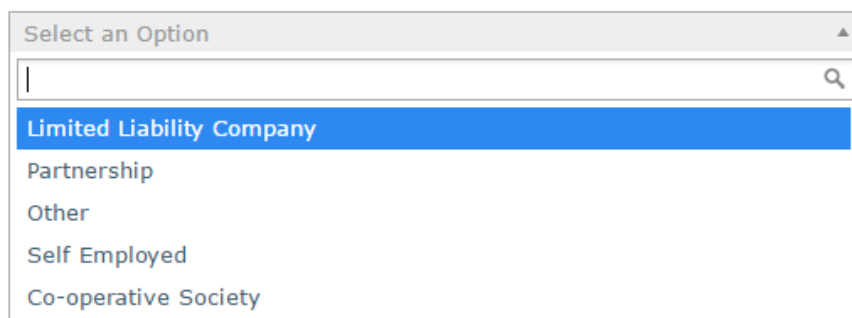 Select an Option
Limited Liability Company
Partnership
Other
Self Employed
Co-operative Society